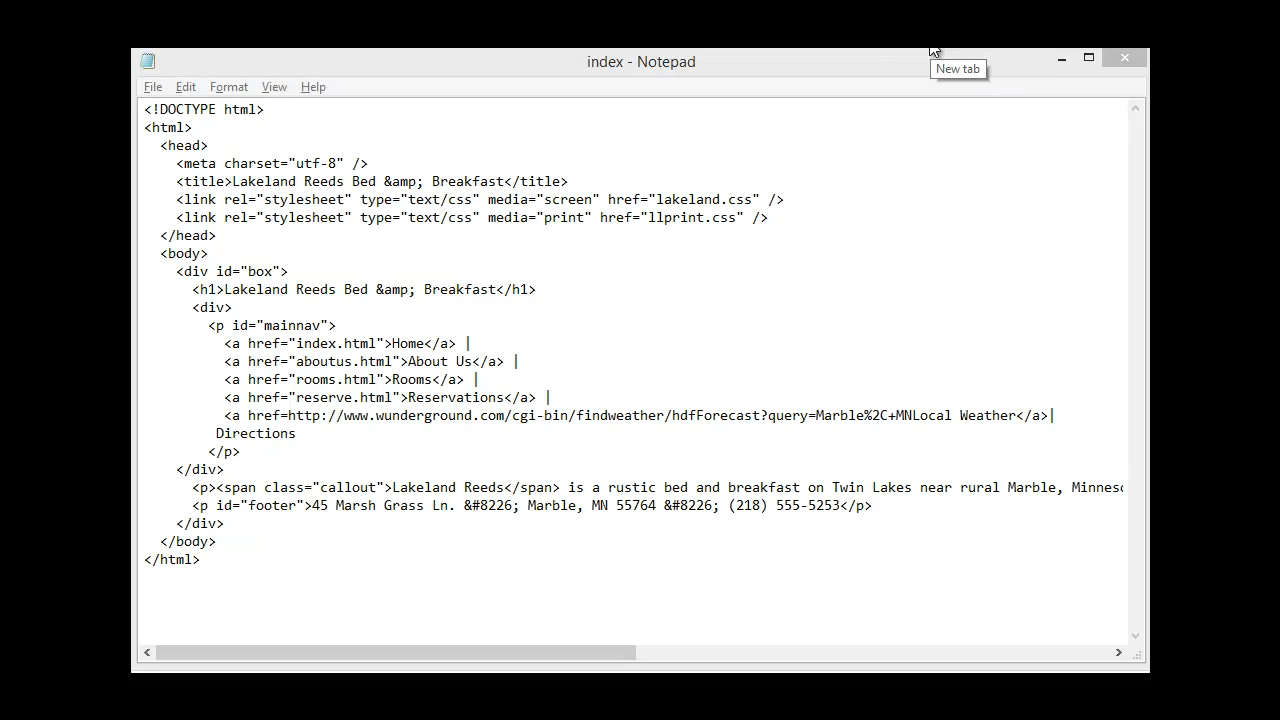 index - Notepad
New tab
File Edit Format View Help
<!DOCTYPE html>
<html>
<head>
<meta charset="utf-8" />
<title>Lakeland Reeds Bed &amp; Breakfast</title>
<link rel="stylesheet" type="text/css" media="screen" href="lakeland.css" />
<link rel="stylesheet" type="text/css" media="print" href="llprint.css" />
</head>
<body>
<div id="box">
<h1>Lakeland Reeds Bed &amp; Breakfast</h1>
<div>
<p id="mainnav">
<a href="index.html">Home</a> |
<a href="aboutus.html">About Us</a> |
<a href="rooms.html">Rooms</a> |
<a href="reserve.html">Reservations</a> |
<a href=http://www.wunderground.com/cgi-bin/findweather/hdfForecast?query=Marble%2C+MNLocal Weather</a>|
Directions
</p>
</div>
<p><span class="callout">Lakeland Reeds</span> is a rustic bed and breakfast on Twin Lakes near rural Marble, Minnesc
<p id="footer">45 Marsh Grass Ln. &#8226; Marble, MN 55764 &#8226; (218) 555-5253</p>
</div>
</body>
</html>